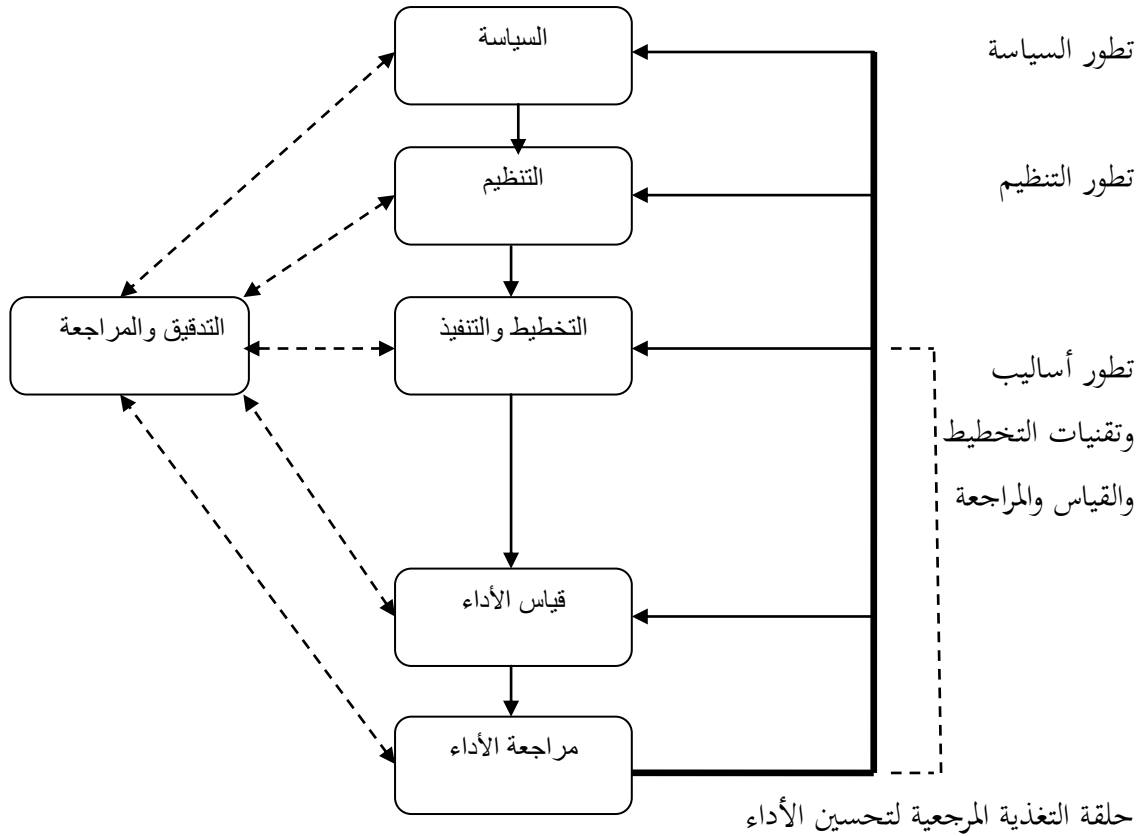 السياسة
تطور السياسة
التنظيم
تطور التنظيم
التخطيط والتنفيذ
التدقيق والمراجعة
تطور أساليب
وتقنيات التخطيط
والقياس والمراجعة
قياس الأداء
مراجعة الأداء
حلقة التغذية المرجعية لتحسين الأداء